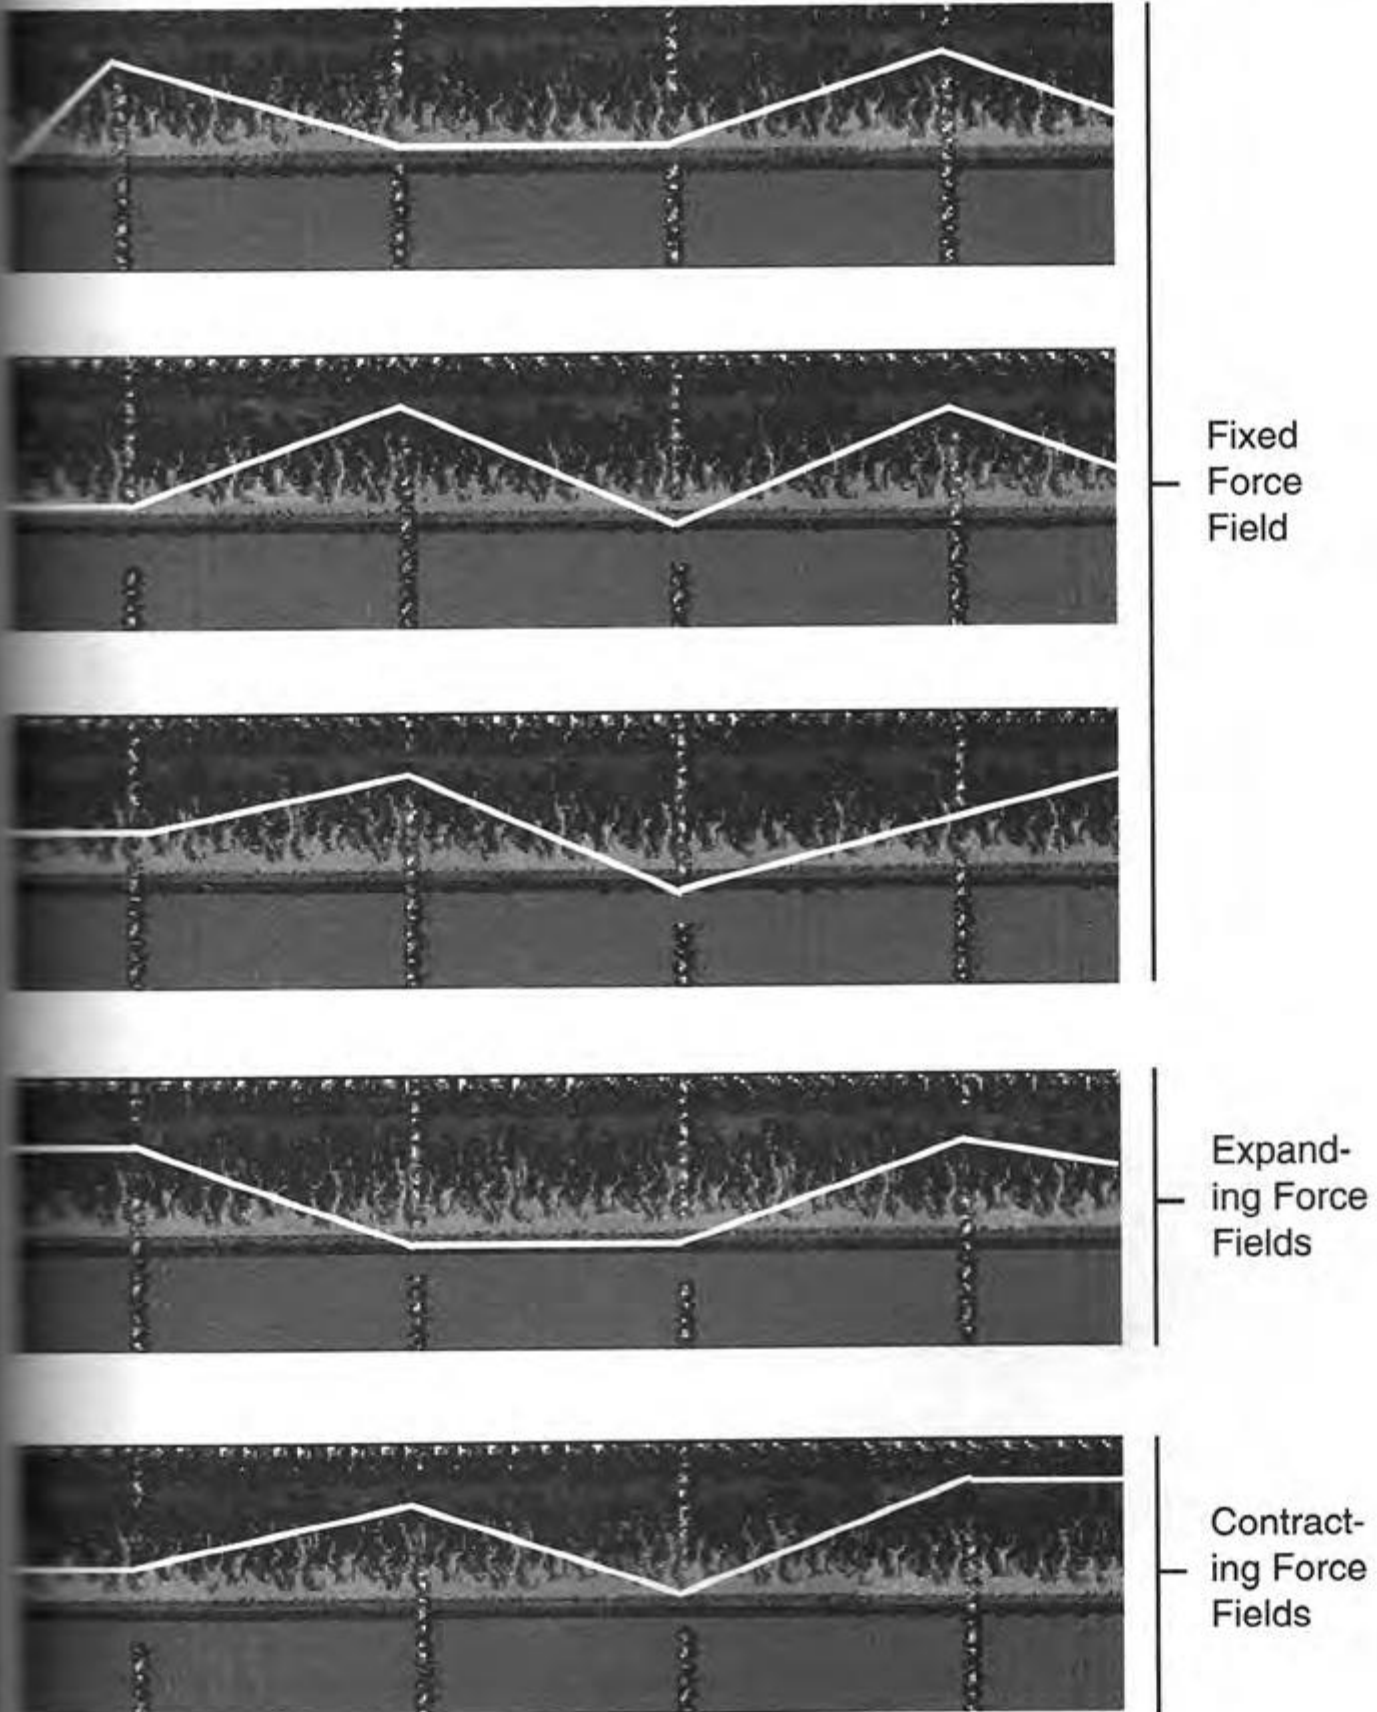 Fixed
Force
Field
Expand-
ing Force
Fields
Contract-
ing Force
Fields